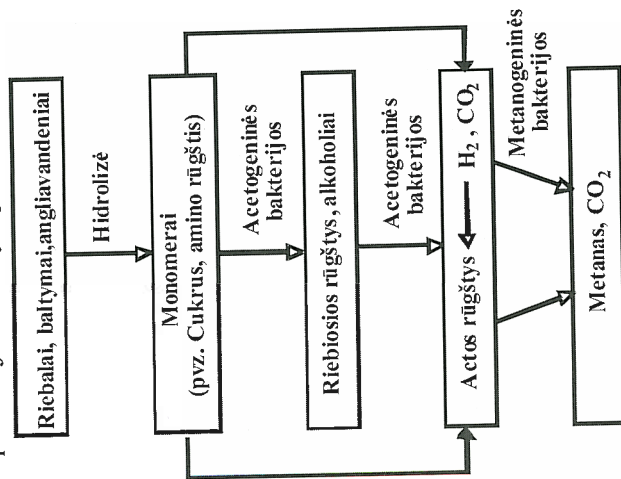 Riebalai, baltymai,angliavandeniai
Hidrolizė
Monomerai
(pvz. Cukrus, amino rūgštis)
Acetogeninės
bakterijos
Riebiosios rūgštys, alkoholiai
Acetogeninės
bakterijos
Actos rūgštys
H₂ , CO₂
Metanogeninės
bakterijos
Metanas, CO₂